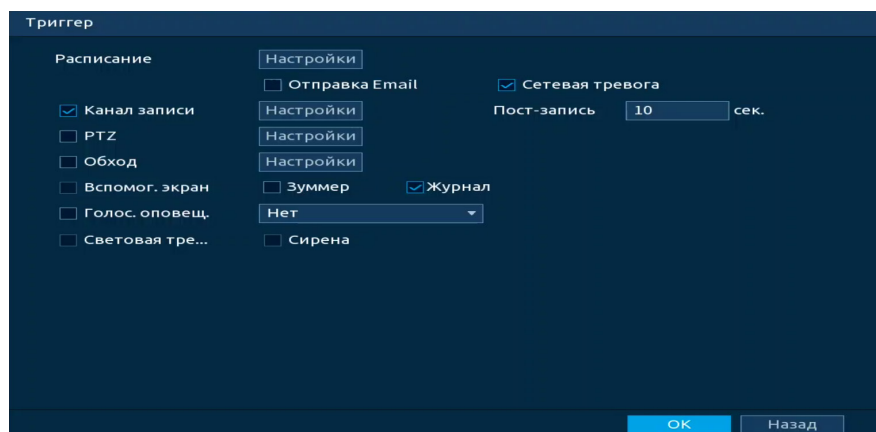 Триггер
Расписание Настройки
Отправка Email Сетевая тревога
Канал записи Настройки Пост-запись 10 сек.
PTZ Настройки
Обход Настройки
Вспомог. экран Зуммер Журнал
Голос. оповещ. Нет
Световая тре... Сирена
OK Назад